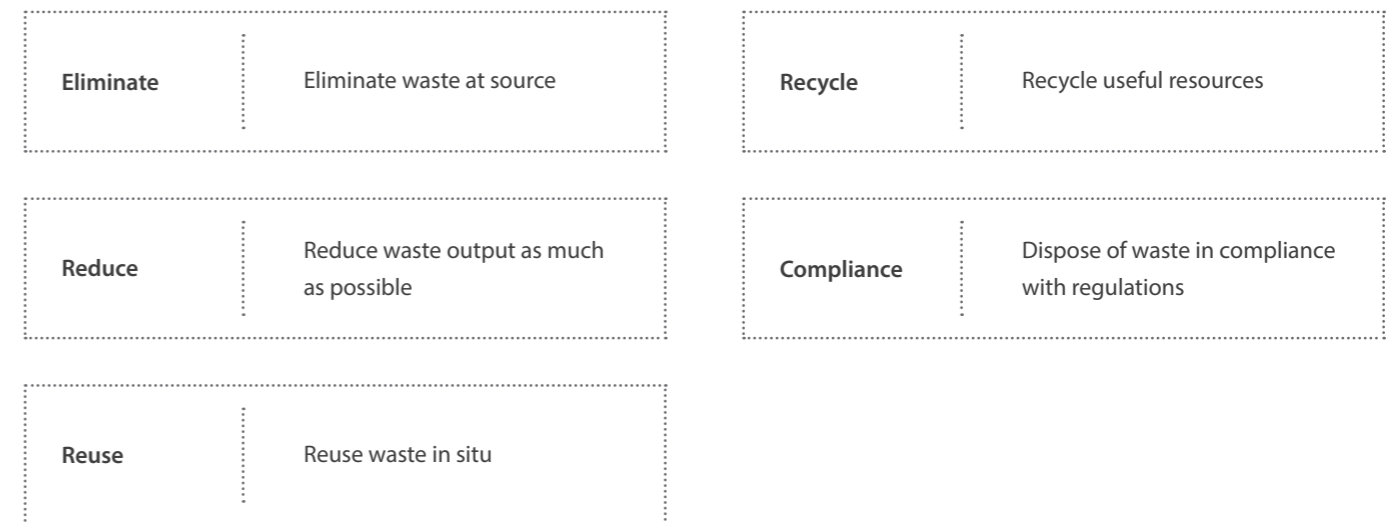 Eliminate
Eliminate waste at source
Reduce
Reduce waste output as much
as possible
Reuse
Reuse waste in situ
Recycle
Recycle useful resources
Compliance
Dispose of waste in compliance
with regulations